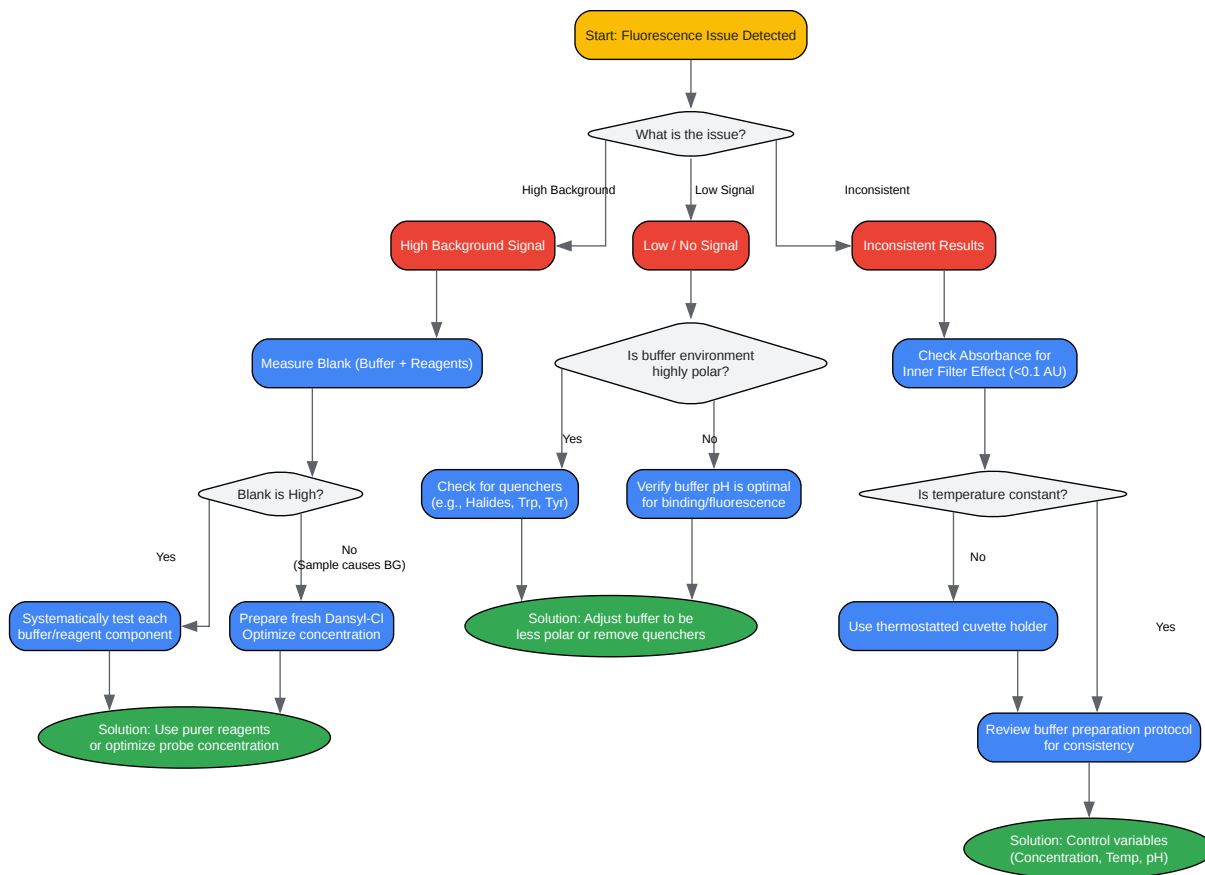 Start: Fluorescence Issue Detected
What is the issue?
High Background
Low Signal
Inconsistent
High Background Signal
Low / No Signal
Inconsistent Results
Measure Blank (Buffer + Reagents)
Is buffer environment
highly polar?
Check Absorbance for
Inner Filter Effect (<0.1 AU)
Yes
No
Blank is High?
Check for quenchers
(e.g., Halides, Trp, Tyr)
Verify buffer pH is optimal
for binding/fluorescence
Is temperature constant?
Yes
No
(Sample causes BG)
No
Systematically test each
buffer/reagent component
Prepare fresh Dansyl-Cl
Optimize concentration
Solution: Adjust buffer to be
less polar or remove quenchers
Use thermostatted cuvette holder
Yes
Solution: Use purer reagents
or optimize probe concentration
Review buffer preparation protocol
for consistency
Solution: Control variables
(Concentration, Temp, pH)